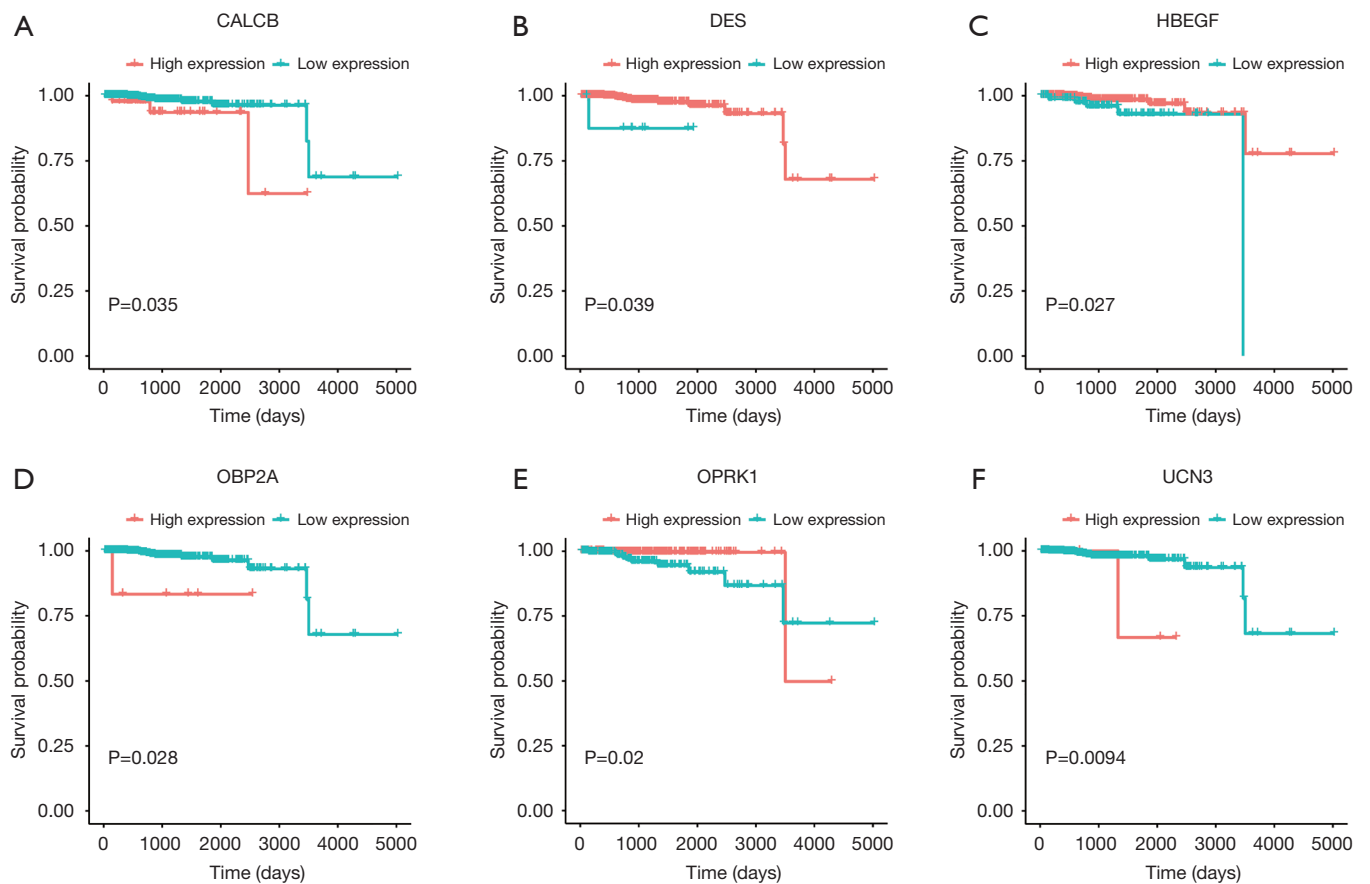 A
CALCB
High expression Low expression
Survival probability
1.00
0.75
0.50
0.25
0.00
P=0.035
0 1000 2000 3000 4000 5000
Time (days)
B
DES
High expression Low expression
Survival probability
1.00
0.75
0.50
0.25
0.00
P=0.039
0 1000 2000 3000 4000 5000
Time (days)
C
HBEGF
High expression Low expression
Survival probability
1.00
0.75
0.50
0.25
0.00
P=0.027
0 1000 2000 3000 4000 5000
Time (days)
D
OBP2A
High expression Low expression
Survival probability
1.00
0.75
0.50
0.25
0.00
P=0.028
0 1000 2000 3000 4000 5000
Time (days)
E
OPRK1
High expression Low expression
Survival probability
1.00
0.75
0.50
0.25
0.00
P=0.02
0 1000 2000 3000 4000 5000
Time (days)
F
UCN3
High expression Low expression
Survival probability
1.00
0.75
0.50
0.25
0.00
P=0.0094
0 1000 2000 3000 4000 5000
Time (days)